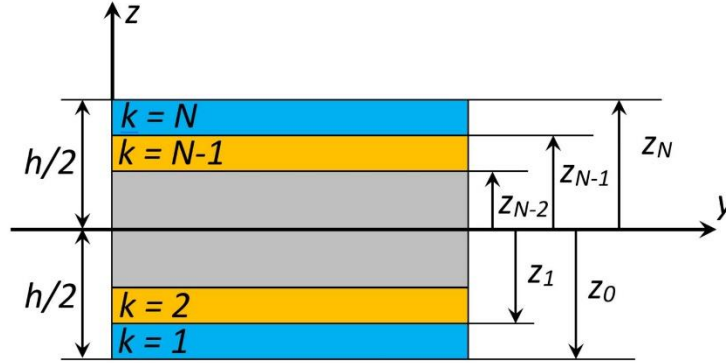 z
k = N
k = N-1
h/2
z_N
z_{N-1}
z_{N-2}
y
h/2
z_1
z_0
k = 2
k = 1